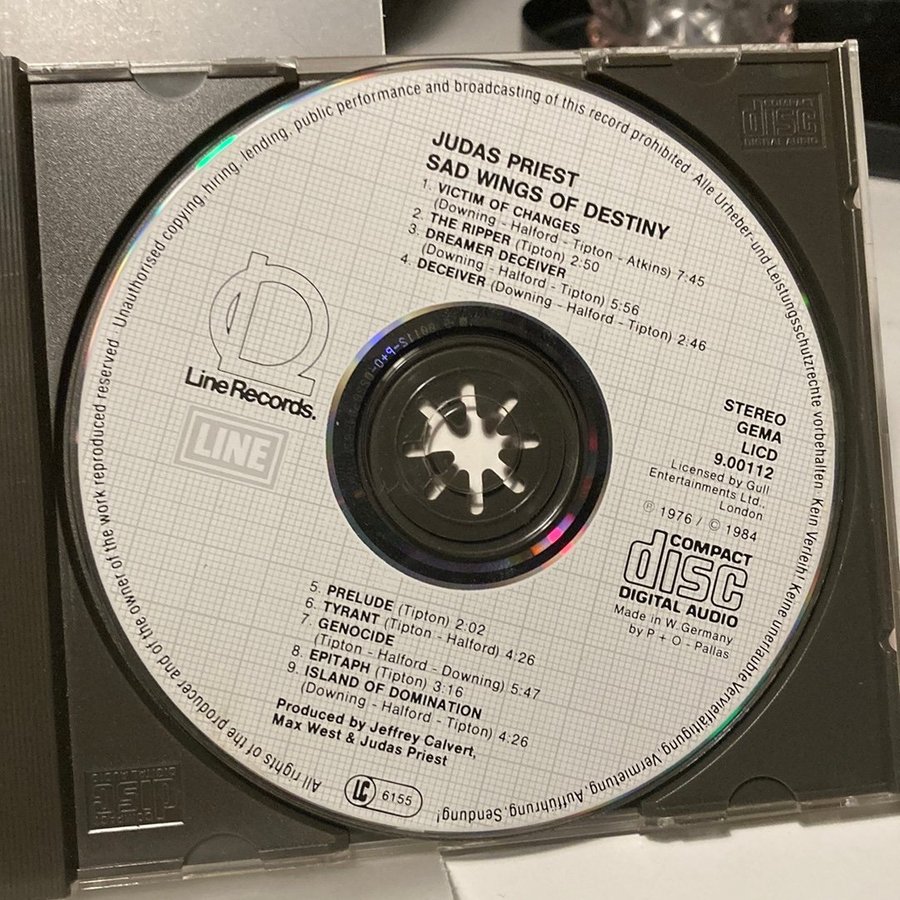 All rights of the producer and of the owner of the work reproduced reserved. Unauthorised copying, hiring, lending, public performance and broadcasting of this record prohibited. Alle Urheber- und Leistungsschutzrechte vorbehalten. Kein Verleih! Keine unerlaubte Vervielfältigung, Vermietung, Aufführung, Sendung!
COMPACT
disc
DIGITAL AUDIO
JUDAS PRIEST
SAD WINGS OF DESTINY
1. VICTIM OF CHANGES
(Downing - Halford - Tipton - Atkins) 7:45
2. THE RIPPER (Tipton) 2:50
3. DREAMER DECEIVER
(Downing - Halford - Tipton) 5:56
4. DECEIVER (Downing - Halford - Tipton) 2:46
Line Records.
LINE
STEREO
GEMA
LICD
9.00112
Licensed by Gull
Entertainments Ltd.,
London
Ⓟ 1976 / © 1984
COMPACT
disc
DIGITAL AUDIO
Made in W Germany
by P + O - Pallas
5. PRELUDE (Tipton) 2:02
6. TYRANT (Tipton - Halford) 4:26
7. GENOCIDE
(Tipton - Halford - Downing) 5:47
8. EPITAPH (Tipton) 3:16
9. ISLAND OF DOMINATION
(Downing - Halford - Tipton) 4:26
Produced by Jeffrey Calvert,
Max West & Judas Priest
LC 6155
COMPACT
disc
DIGITAL AUDIO